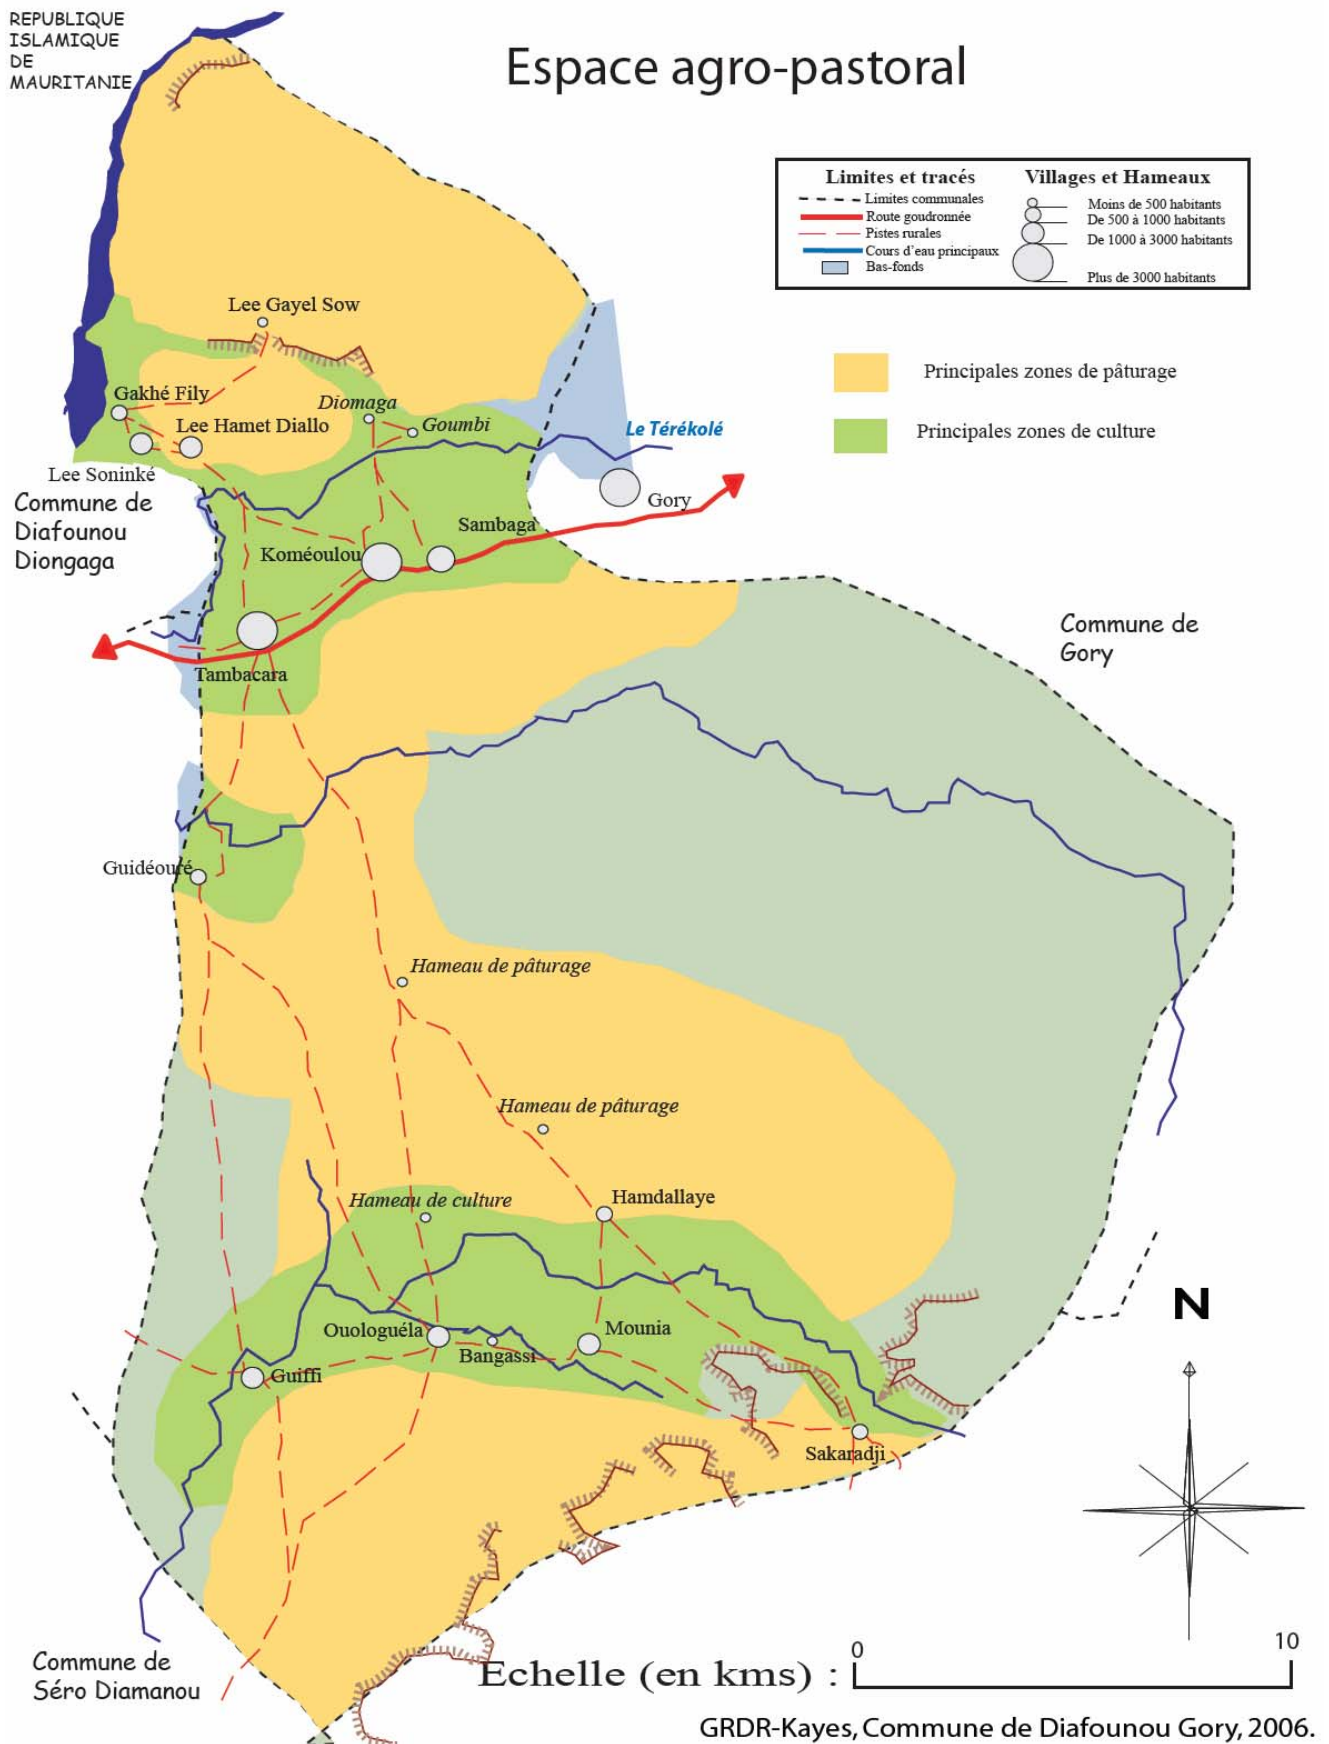 REPUBLIQUE
ISLAMIQUE
DE
MAURITANIE
Espace agro-pastoral
Limites et tracés
Limites communales
Route goudronnée
Pistes rurales
Cours d'eau principaux
Bas-fonds
Villages et Hameaux
Moins de 500 habitants
De 500 à 1000 habitants
De 1000 à 3000 habitants
Plus de 3000 habitants
Principales zones de pâturage
Principales zones de culture
Lee Gayel Sow
Gakhé Fily
Diomaga
Lee Hamet Diallo
Goumbi
Le Térékolé
Lee Soninké
Commune de
Diafounou
Diongaga
Gory
Sambaga
Koméoulou
Tambacara
Commune de
Gory
Guidéouré
Hameau de pâturage
Hameau de pâturage
Hameau de culture
Hamdallaye
N
Ouologuéla
Mounia
Bangassi
Guiffi
Sakaradji
Commune de
Séro Diamanou
Echelle (en kms) :
0
10
GRDR-Kayes, Commune de Diafounou Gory, 2006.